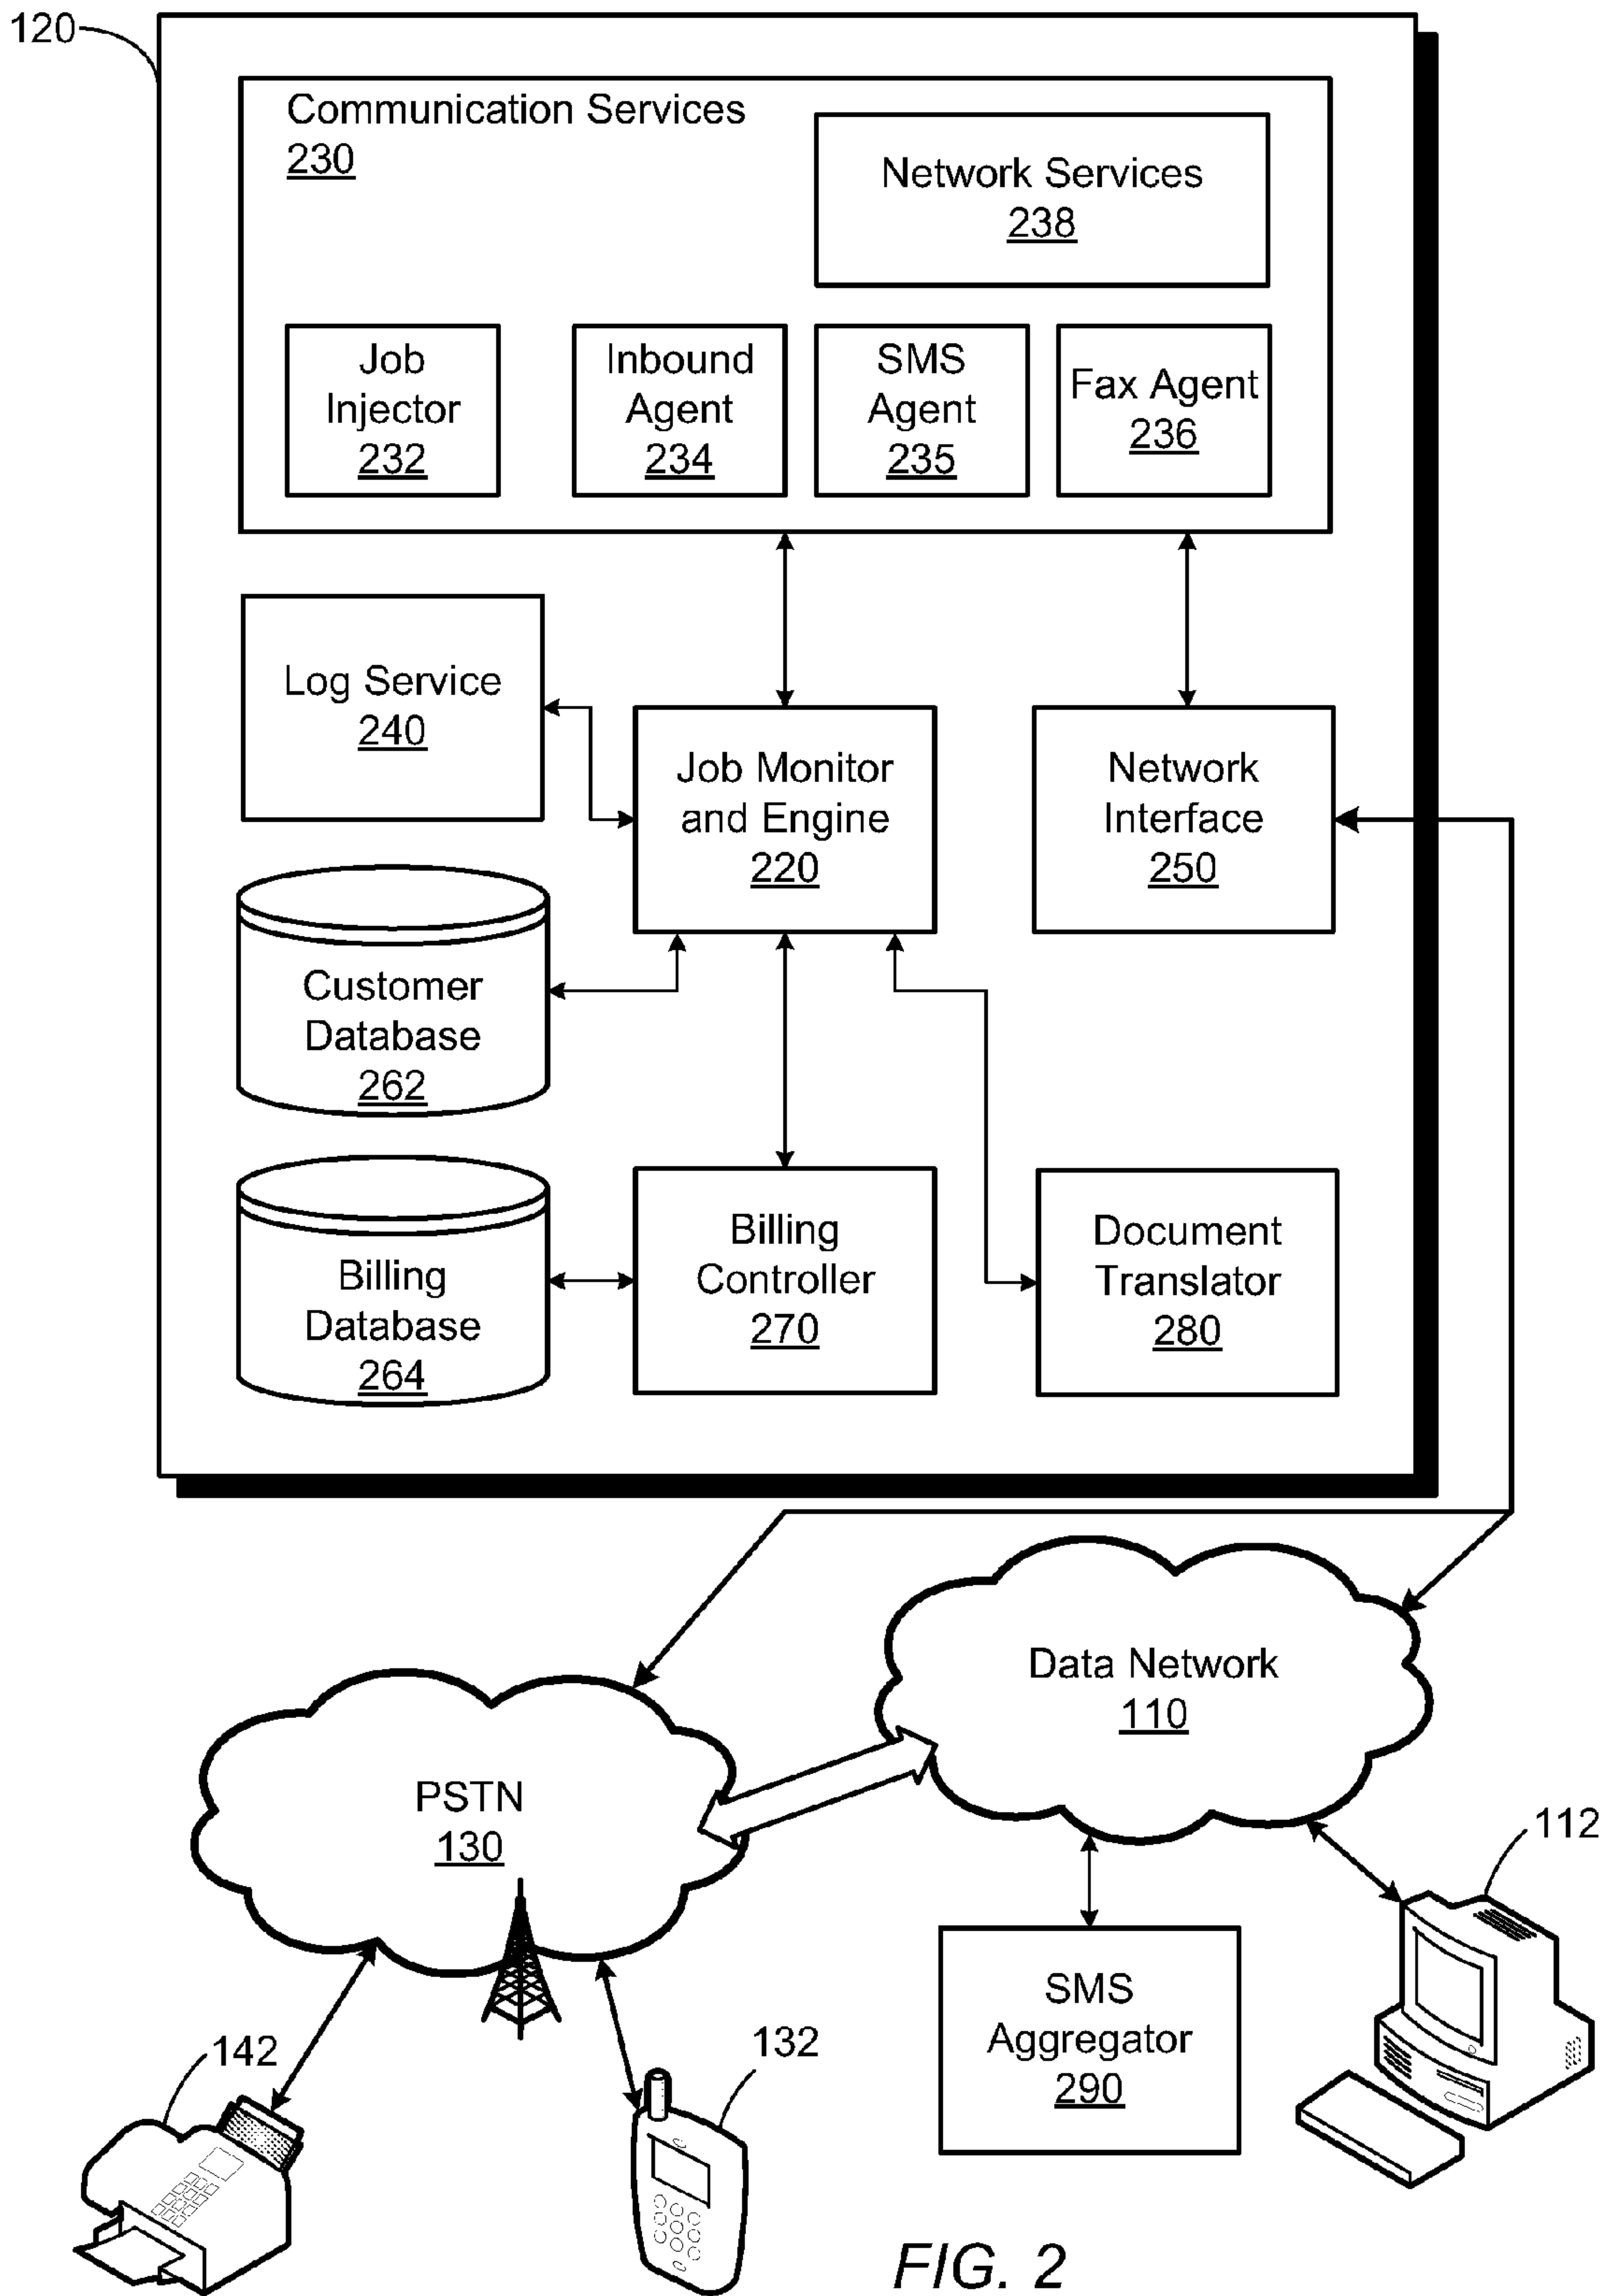 120
Communication Services
230
Network Services
238
Job
Injector
232
Inbound
Agent
234
SMS
Agent
235
Fax Agent
236
Log Service
240
Job Monitor
and Engine
220
Network
Interface
250
Customer
Database
262
Billing
Database
264
Billing
Controller
270
Document
Translator
280
Data Network
110
PSTN
130
112
SMS
Aggregator
290
142
132
FIG. 2